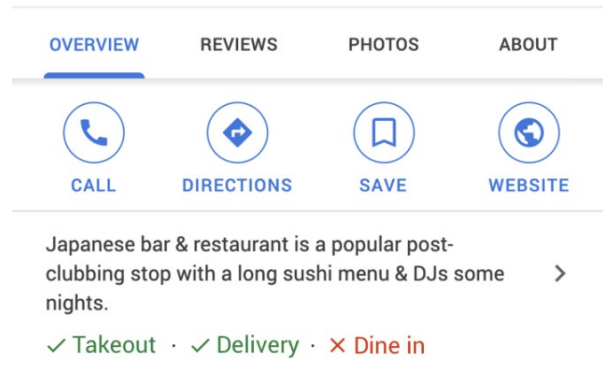 OVERVIEW REVIEWS PHOTOS ABOUT
CALL DIRECTIONS SAVE WEBSITE
Japanese bar & restaurant is a popular post-
clubbing stop with a long sushi menu & DJs some
nights.
✓ Takeout · ✓ Delivery · ✕ Dine in